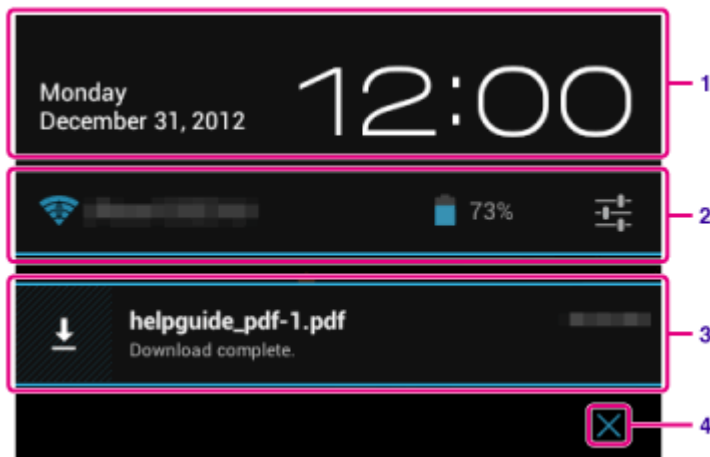 Monday
December 31, 2012
12:00
1
73%
2
helpguide_pdf-1.pdf
Download complete.
3
4